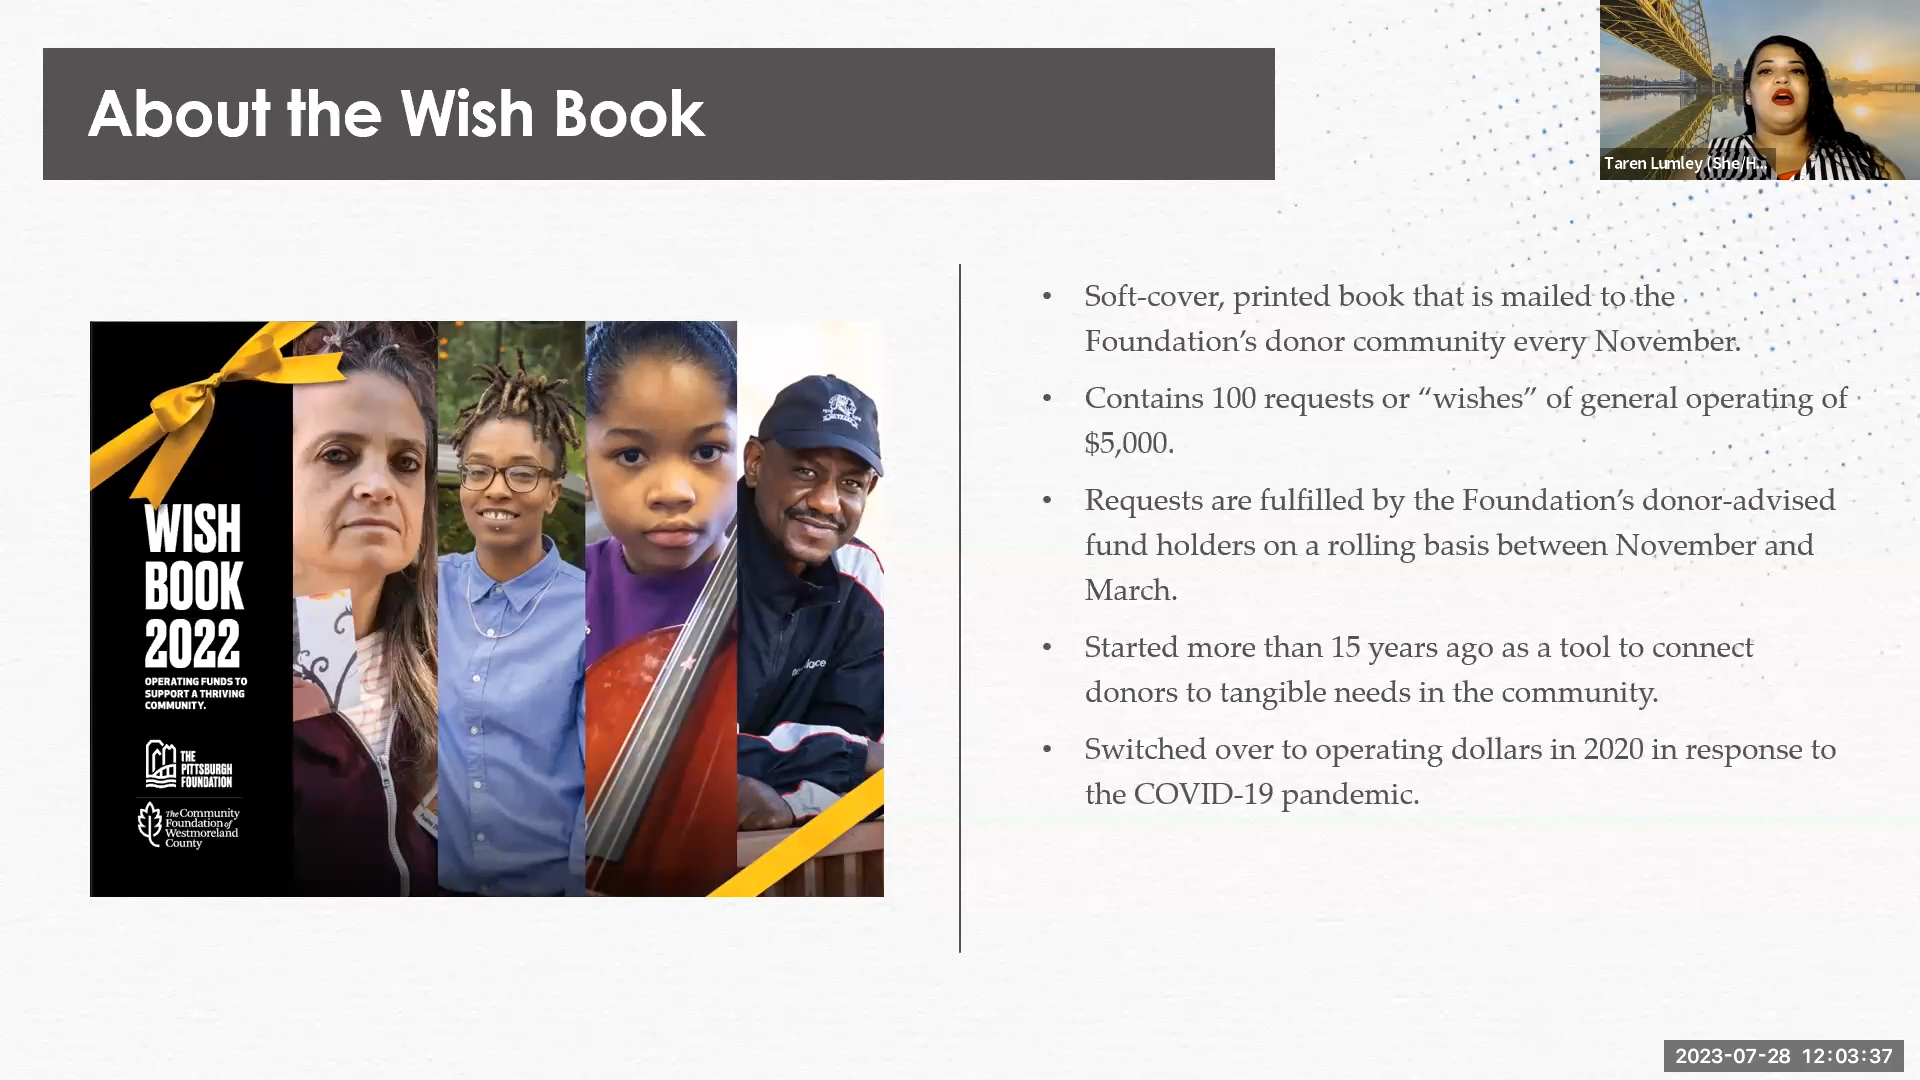 About the Wish Book
Taren Lumley (She/H...
WISH
BOOK
2022
OPERATING FUNDS TO
SUPPORT A THRIVING
COMMUNITY.
THE
PITTSBURGH
FOUNDATION
The Community
Foundation of
Westmoreland
County
• Soft-cover, printed book that is mailed to the
Foundation’s donor community every November.
• Contains 100 requests or “wishes” of general operating of
$5,000.
• Requests are fulfilled by the Foundation’s donor-advised
fund holders on a rolling basis between November and
March.
• Started more than 15 years ago as a tool to connect
donors to tangible needs in the community.
• Switched over to operating dollars in 2020 in response to
the COVID-19 pandemic.
2023-07-28 12:03:37